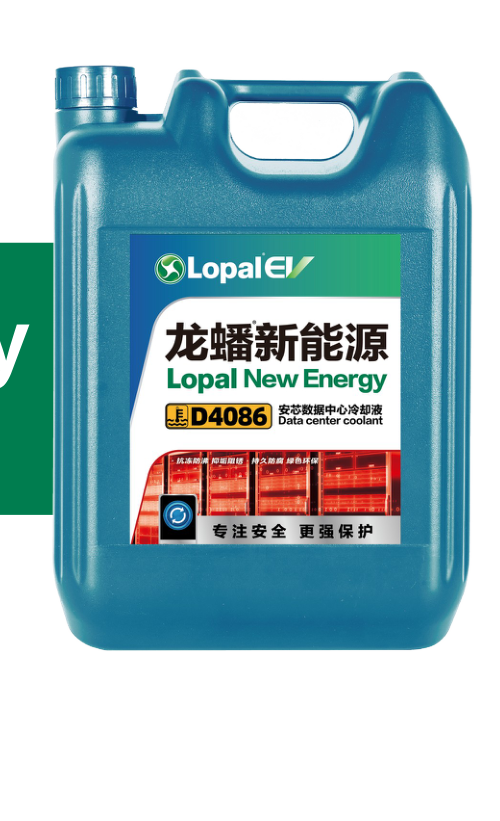 y
Lopal EV
龙蟠新能源
Lopal New Energy
D4086 安芯数据中心冷却液
Data center coolant
· 抗冻防沸 抑垢阻锈 · 持久防腐 绿色环保
专注安全 更强保护